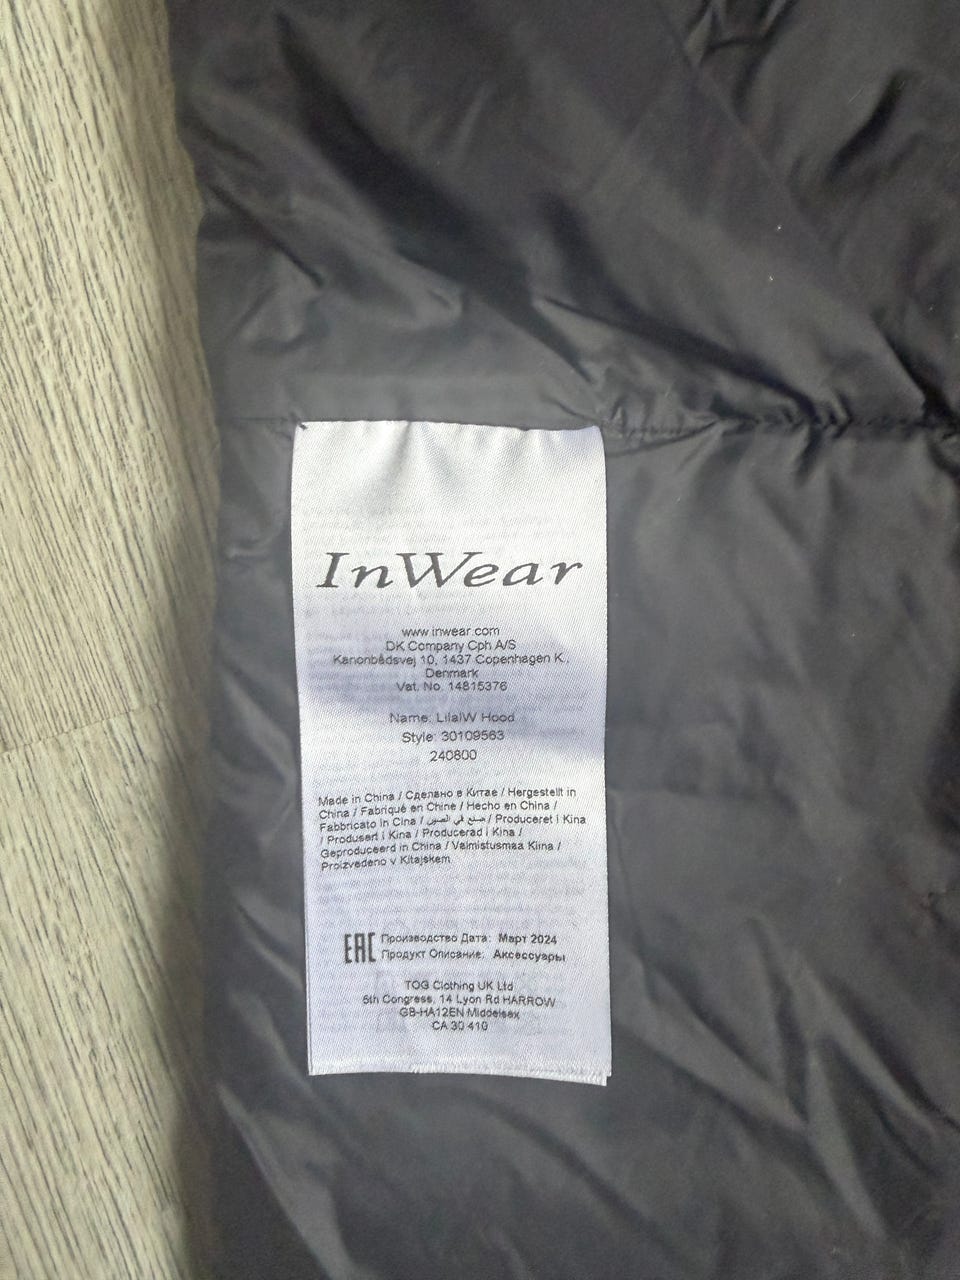 InWear
www.inwear.com
DK Company Cph A/S
Kanonbådsvej 10, 1437 Copenhagen K.,
Denmark
Vat. No. 14815376
Name: LilaIW Hood
Style: 30109563
240800
Made in China / Сделано в Китае / Hergestellt in
China / Fabriqué en Chine / Hecho en China /
Fabbricato in Cina / صنع في الصين / Produceret i Kina
/ Produsert i Kina / Producerad i Kina /
Geproduceerd in China / Valmistusmaa Kiina /
Proizvedeno v Kitajskem
EAC Производство Дата: Март 2024
Продукт Описание: Аксессуары
TOG Clothing UK Ltd
5th Congress, 14 Lyon Rd HARROW
GB-HA12EN Middelsex
CA 30 410